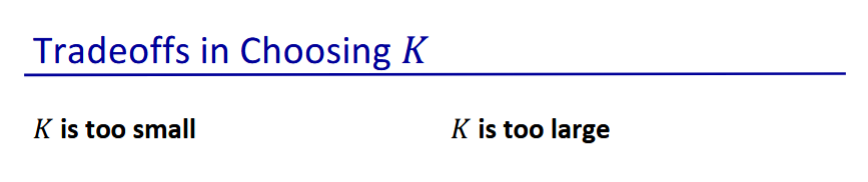 Tradeoffs in Choosing K
K is too small
K is too large